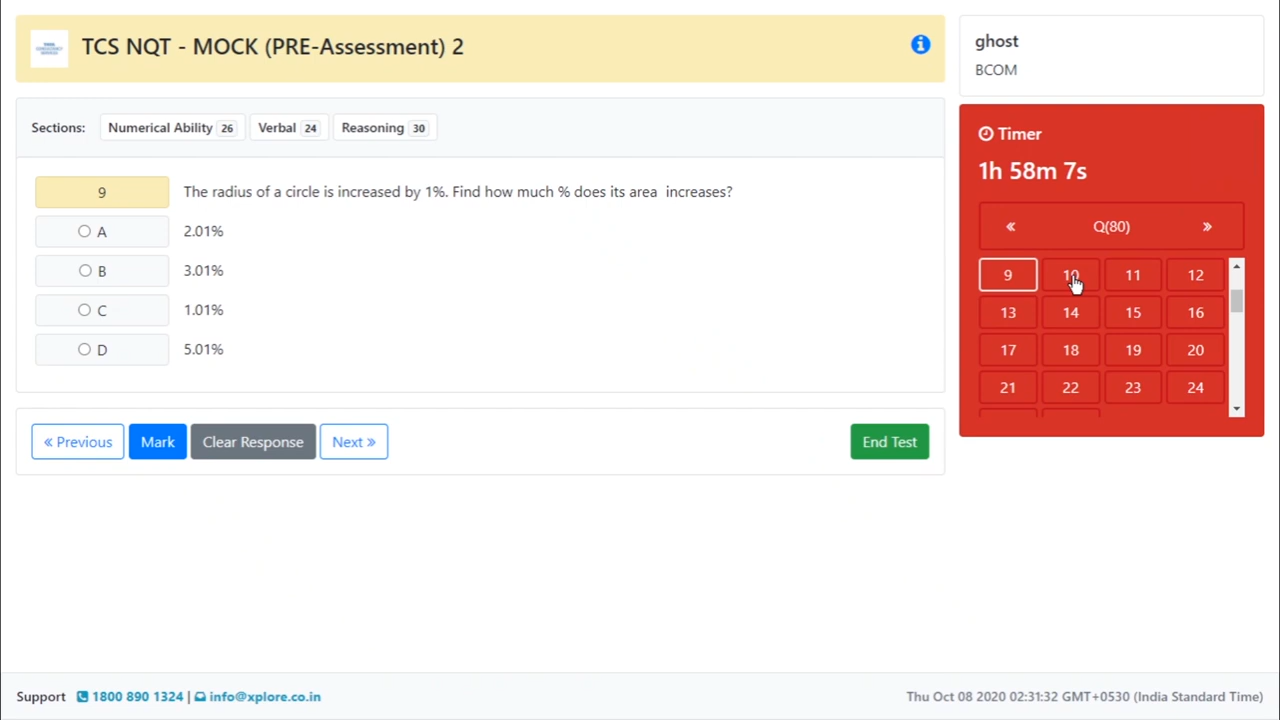 TCS NQT - MOCK (PRE-Assessment) 2
ghost
BCOM
Sections: Numerical Ability 26 Verbal 24 Reasoning 30
Timer
1h 58m 7s
9 The radius of a circle is increased by 1%. Find how much % does its area increases?
A 2.01%
B 3.01%
C 1.01%
D 5.01%
« Q(80) »
9 10 11 12
13 14 15 16
17 18 19 20
21 22 23 24
« Previous Mark Clear Response Next » End Test
Support 1800 890 1324 | info@xplore.co.in
Thu Oct 08 2020 02:31:32 GMT+0530 (India Standard Time)